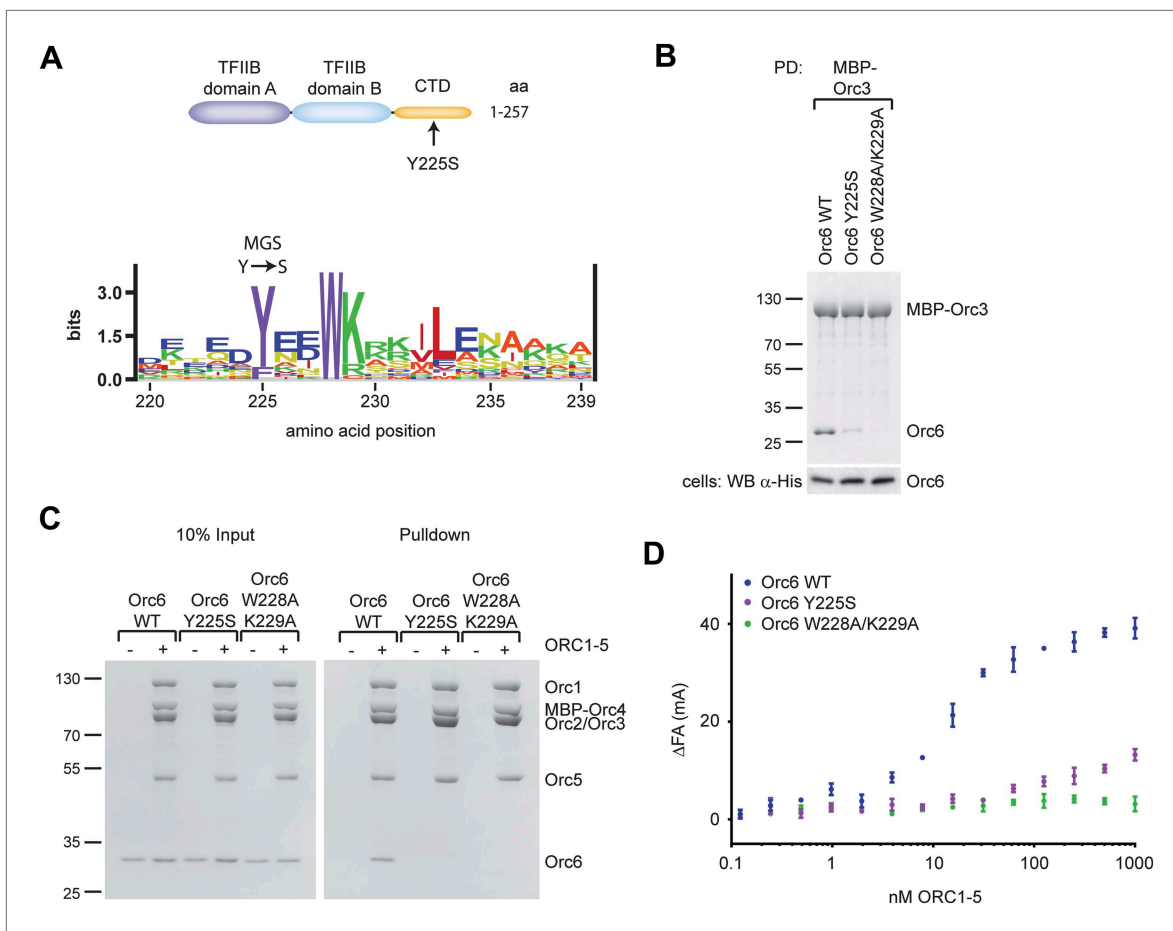 A
TFIIB
domain A
TFIIB
domain B
CTD
aa
1-257
Y225S
MGS
Y → S
bits
3.0
1.5
0.0
220
225
230
235
239
amino acid position
B
PD:
MBP-
Orc3
Orc6 WT
Orc6 Y225S
Orc6 W228A/K229A
130
70
55
35
25
MBP-Orc3
Orc6
cells: WB α-His
Orc6
C
10% Input
Pulldown
Orc6
WT
Orc6
Y225S
Orc6
W228A
K229A
Orc6
WT
Orc6
Y225S
Orc6
W228A
K229A
- + - + - +
- + - + - +
ORC1-5
130
70
55
35
25
Orc1
MBP-Orc4
Orc2/Orc3
Orc5
Orc6
D
Orc6 WT
Orc6 Y225S
Orc6 W228A/K229A
ΔFA (mA)
40
20
0
0.1
1
10
100
1000
nM ORC1-5